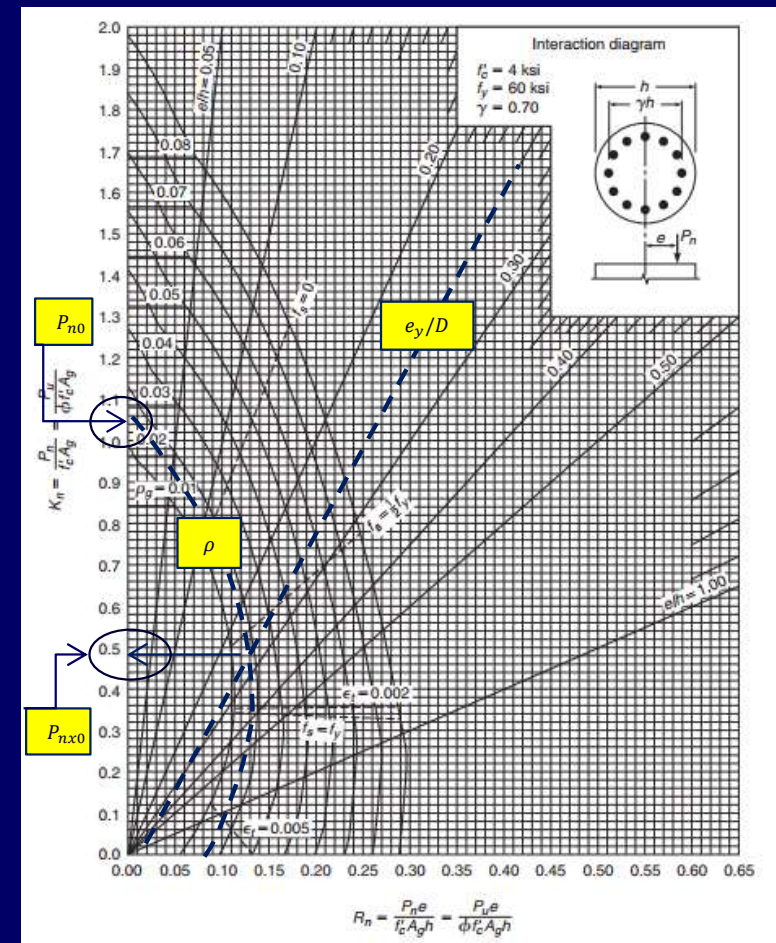 Interaction diagram
f′c = 4 ksi
fy = 60 ksi
γ = 0.70
h
γh
e
Pn
2.0
1.9
1.8
1.7
1.6
1.5
1.4
1.3
1.2
1.1
1.0
0.9
0.8
0.7
0.6
0.5
0.4
0.3
0.2
0.1
0.0
Kn = Pn / f′c Ag = Pu / ϕf′c Ag
e/h = 0.05
0.10
0.20
0.30
0.40
0.50
e/h = 1.00
0.08
0.07
0.06
0.05
0.04
0.03
0.02
ρg = 0.01
fs = 0
fs = ½ fy
ϵt = 0.002
fs = fy
ϵt = 0.005
Pn0
ey/D
ρ
Pnx0
0.00 0.05 0.10 0.15 0.20 0.25 0.30 0.35 0.40 0.45 0.50 0.55 0.60 0.65
Rn = Pn e / f′c Ag h = Pu e / ϕf′c Ag h